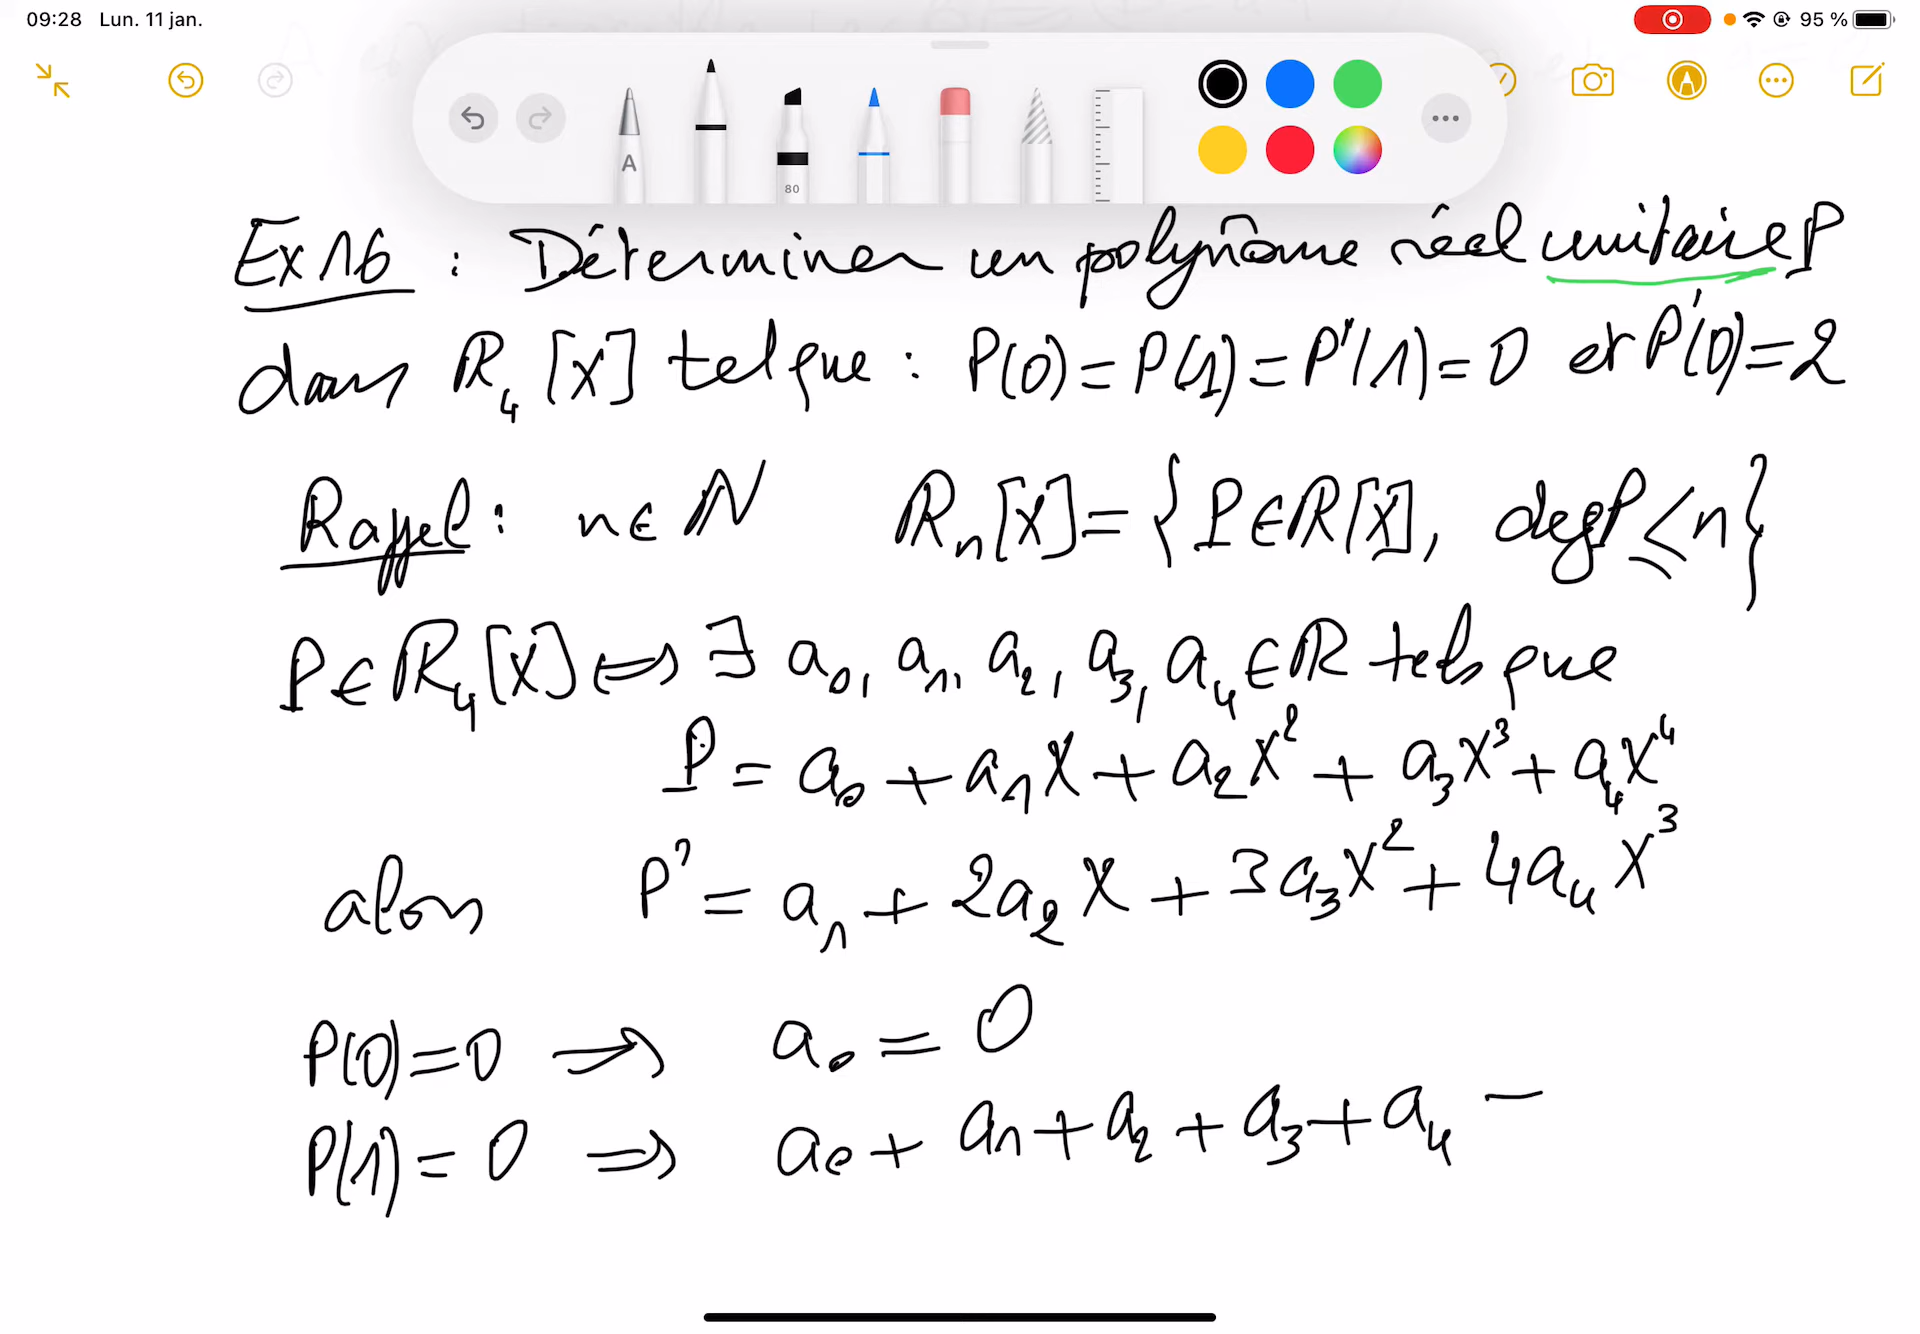 09:28 Lun. 11 jan. 95 %
A
80
Ex 16 : Déterminer un polynôme réel unitaire P
dans ℝ₄[X] tel que : P(0) = P(1) = P'(1) = 0 et P'(0) = 2
Rappel : n ∈ ℕ ℝₙ[X] = {P ∈ ℝ[X], deg P ≤ n}
P ∈ ℝ₄[X] ⟺ ∃ a₀, a₁, a₂, a₃, a₄ ∈ ℝ tels que
P = a₀ + a₁X + a₂X² + a₃X³ + a₄X⁴
alors P' = a₁ + 2a₂X + 3a₃X² + 4a₄X³
P(0) = 0 ⟹ a₀ = 0
P(1) = 0 ⟹ a₀ + a₁ + a₂ + a₃ + a₄ –